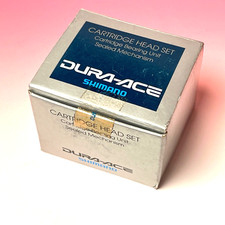 CARTRIDGE HEAD SET
Cartridge Bearing Unit
Sealed Mechanism
DURA-ACE
SHIMANO
CARTRIDGE HEAD SET
Bearing Unit
Sealed Mechanism
DURA-ACE
SHIMANO